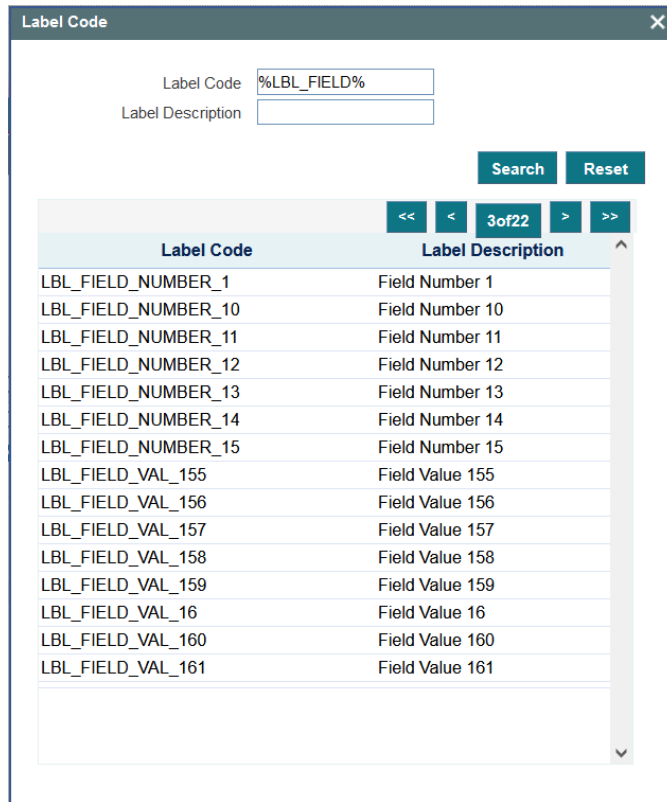 Label Code
Label Code %LBL_FIELD%
Label Description
Search Reset
<< < 3of22 > >>
Label Code Label Description
LBL_FIELD_NUMBER_1 Field Number 1
LBL_FIELD_NUMBER_10 Field Number 10
LBL_FIELD_NUMBER_11 Field Number 11
LBL_FIELD_NUMBER_12 Field Number 12
LBL_FIELD_NUMBER_13 Field Number 13
LBL_FIELD_NUMBER_14 Field Number 14
LBL_FIELD_NUMBER_15 Field Number 15
LBL_FIELD_VAL_155 Field Value 155
LBL_FIELD_VAL_156 Field Value 156
LBL_FIELD_VAL_157 Field Value 157
LBL_FIELD_VAL_158 Field Value 158
LBL_FIELD_VAL_159 Field Value 159
LBL_FIELD_VAL_16 Field Value 16
LBL_FIELD_VAL_160 Field Value 160
LBL_FIELD_VAL_161 Field Value 161